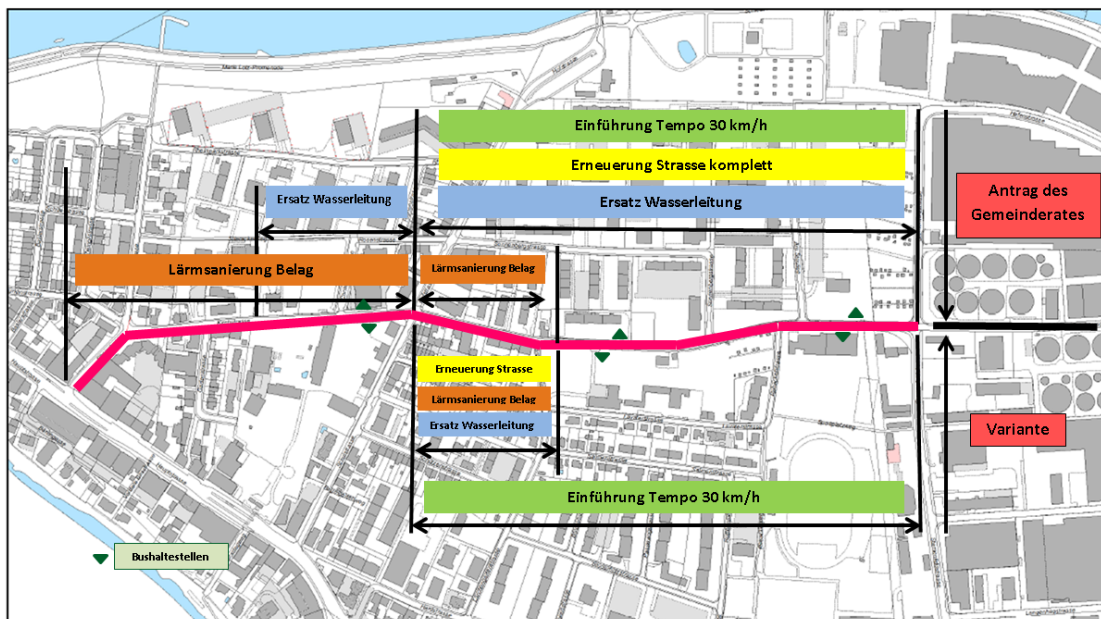 Einführung Tempo 30 km/h
Erneuerung Strasse komplett
Ersatz Wasserleitung
Ersatz Wasserleitung
Antrag des
Gemeinderates
Lärmsanierung Belag
Lärmsanierung Belag
Erneuerung Strasse
Lärmsanierung Belag
Ersatz Wasserleitung
Variante
Einführung Tempo 30 km/h
Bushaltestellen